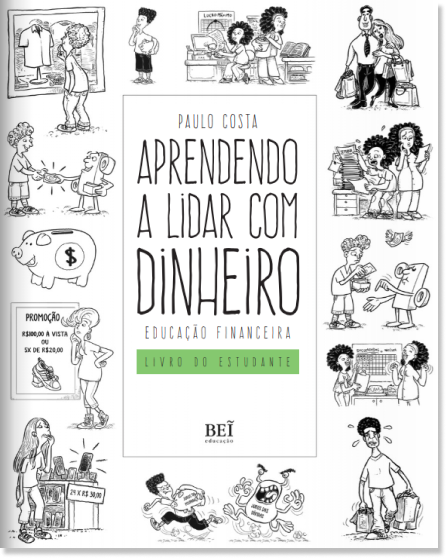 PAULO COSTA
APRENDENDO
A LIDAR COM
DINHEIRO
EDUCAÇÃO FINANCEIRA
LIVRO DO ESTUDANTE
BEĨ
educação
$
PROMOÇÃO
R$100,00 À VISTA
OU
5X DE R$20,00
24 X R$ 30,00